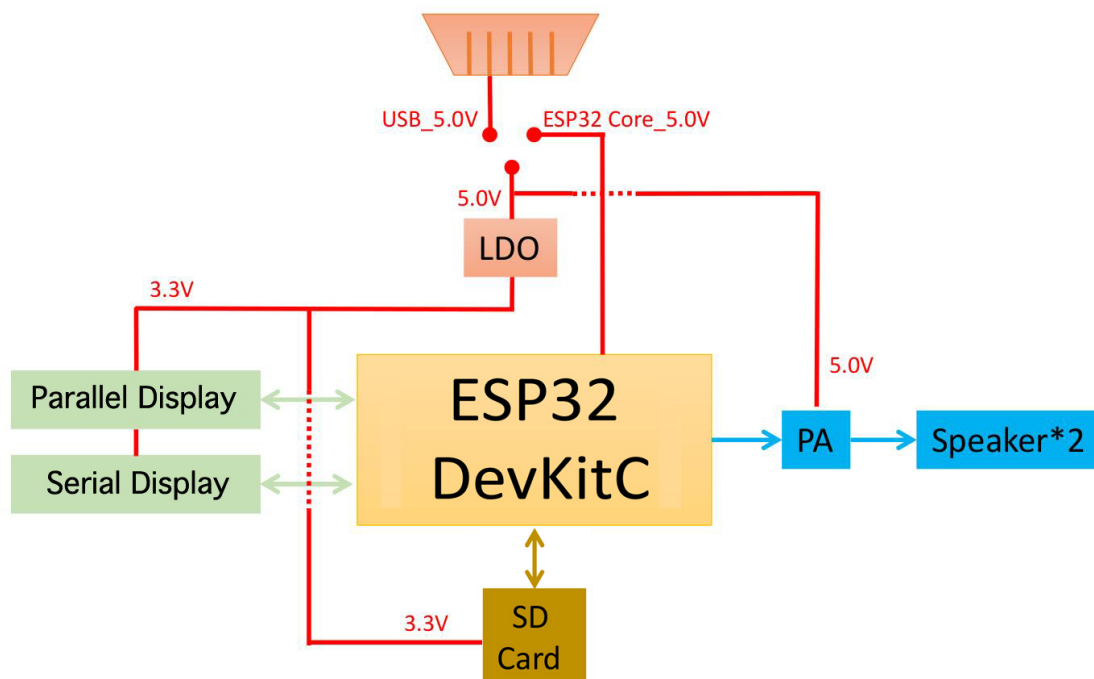 USB_5.0V
ESP32 Core_5.0V
5.0V
LDO
3.3V
5.0V
Parallel Display
Serial Display
ESP32
DevKitC
PA
Speaker*2
3.3V
SD
Card